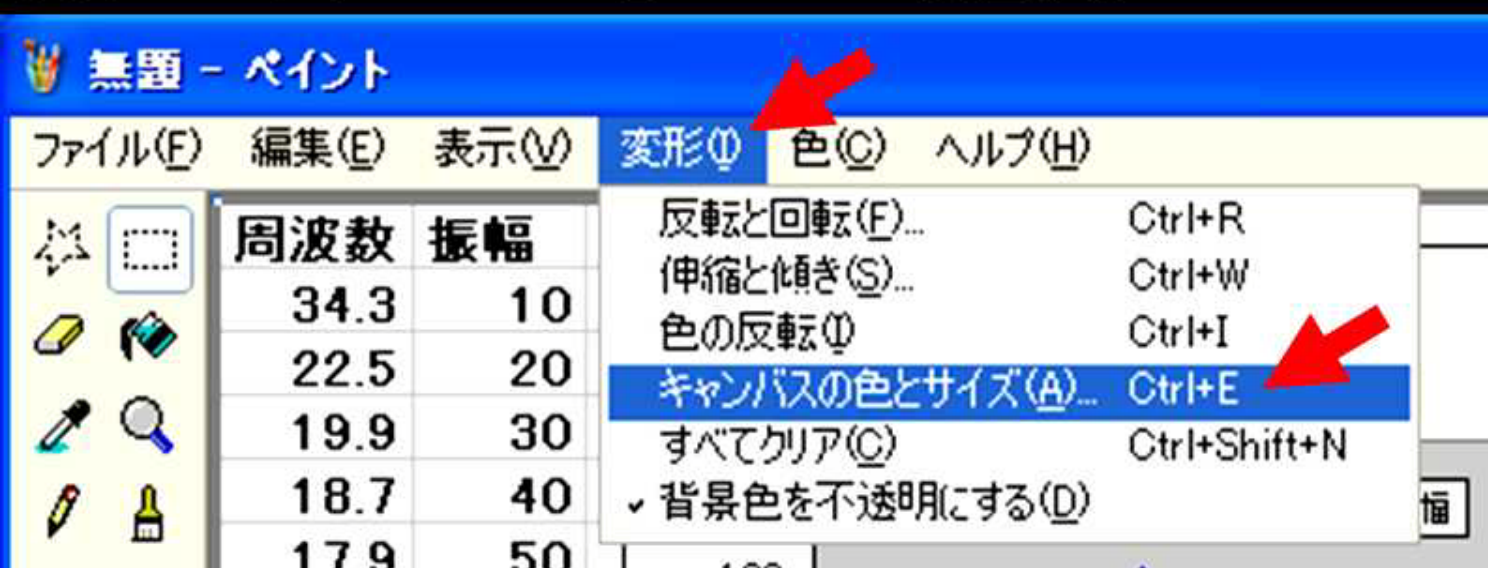 無題 - ペイント
ファイル(F) 編集(E) 表示(V) 変形(I) 色(C) ヘルプ(H)
反転と回転(F)... Ctrl+R
伸縮と傾き(S)... Ctrl+W
色の反転(I) Ctrl+I
キャンバスの色とサイズ(A)... Ctrl+E
すべてクリア(C) Ctrl+Shift+N
✓ 背景色を不透明にする(D)
周波数 振幅
34.3 10
22.5 20
19.9 30
18.7 40
17.9 50
幅